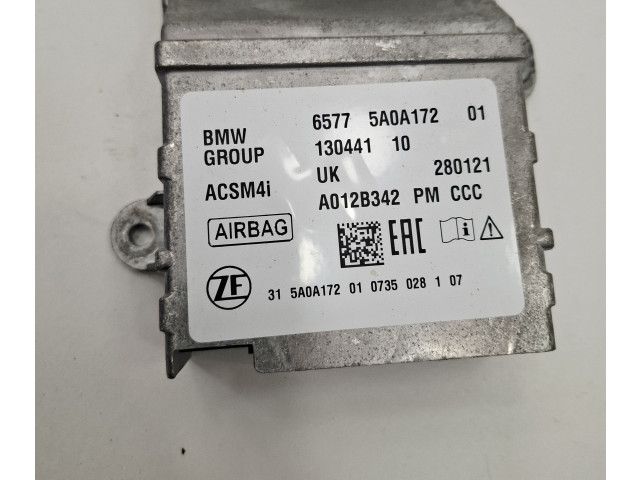 BMW GROUP 6577 5A0A172 01
130441 10
ACSM4i UK 280121
A012B342 PM CCC
AIRBAG EAC
ZF 31 5A0A172 01 0735 028 1 07